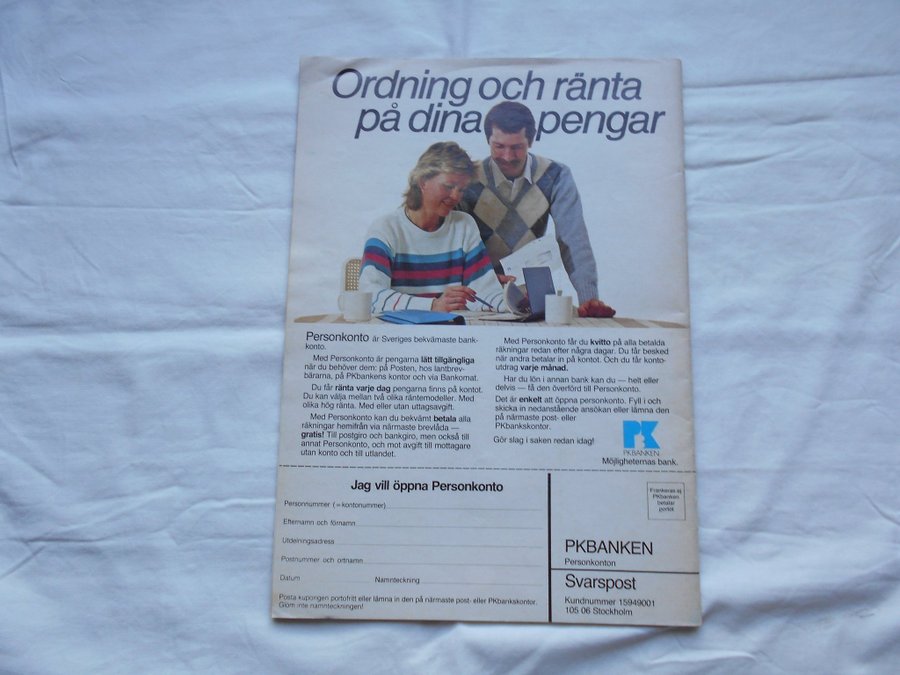 Ordning och ränta
på dina pengar
Personkonto är Sveriges bekvämaste bank-
konto.
Med Personkonto är pengarna lätt tillgängliga
när du behöver dem: på Posten, hos lantbrev-
bärarna, på PKbankens kontor och via Bankomat.
Du får ränta varje dag pengarna finns på kontot.
Du kan välja mellan två olika räntemodeller. Med
olika hög ränta. Med eller utan uttagsavgift.
Med Personkonto kan du bekvämt betala alla
räkningar hemifrån via närmaste brevlåda —
gratis! Till postgiro och bankgiro, men också till
annat Personkonto, och mot avgift till mottagare
utan konto och till utlandet.
Med Personkonto får du kvitto på alla betalda
räkningar redan efter några dagar. Du får besked
när andra betalar in på kontot. Och du får konto-
utdrag varje månad.
Har du lön i annan bank kan du — helt eller
delvis — få den överförd till Personkonto.
Det är enkelt att öppna personkonto. Fyll i och
skicka in nedanstående ansökan eller lämna den
på närmaste post- eller
PKbankskontor.
Gör slag i saken redan idag!
PK
PKBANKEN
Möjligheternas bank.
Jag vill öppna Personkonto
Personnummer (=kontonummer)
Efternamn och förnamn
Utdelningsadress
Postnummer och ortnamn
Datum Namnteckning
Posta kupongen portofritt eller lämna in den på närmaste post- eller PKbankskontor.
Glöm inte namnteckningen!
Frankeras ej
PKbanken
betalar
portot
PKBANKEN
Personkonton
Svarspost
Kundnummer 15949001
105 06 Stockholm